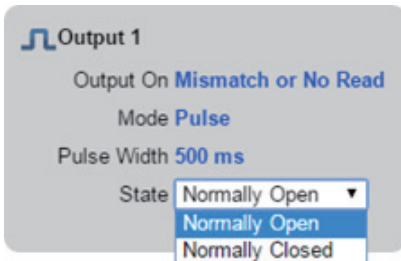 Output 1
Output On Mismatch or No Read
Mode Pulse
Pulse Width 500 ms
State Normally Open
Normally Open
Normally Closed